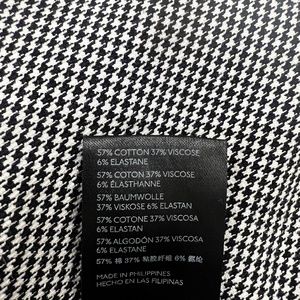 57% COTTON 37% VISCOSE
6% ELASTANE
57% COTON 37% VISCOSE
6% ÉLASTHANNE
57% BAUMWOLLE
37% VISKOSE 6% ELASTAN
57% COTONE 37% VISCOSA
6% ELASTAN
57% ALGODÓN 37% VISCOSA
6% ELASTANE
57% 棉 37% 粘胶纤维 6% 氨纶
MADE IN PHILIPPINES
HECHO EN LAS FILIPINAS